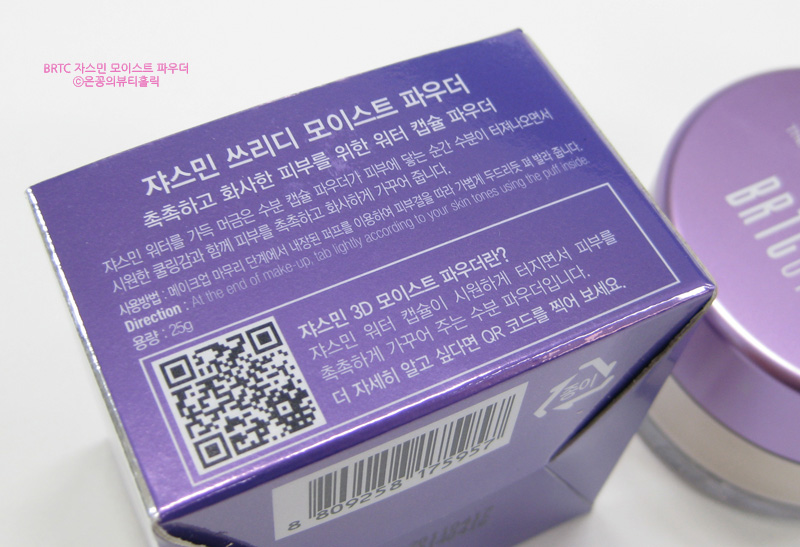 BRTC 쟈스민 모이스트 파우더
ⓒ은꽁의뷰티홀릭
쟈스민 쓰리디 모이스트 파우더
촉촉하고 화사한 피부를 위한 워터 캡슐 파우더
쟈스민 워터를 가득 머금은 수분 캡슐 파우더가 피부에 닿는 순간 수분이 터져나오면서
시원한 쿨링감과 함께 피부를 촉촉하고 화사하게 가꾸어 줍니다.
사용방법 : 메이크업 마무리 단계에서 내장된 퍼프를 이용하여 피부결을 따라 가볍게 두드리듯 펴 발라 줍니다.
Direction : At the end of make-up, tab lightly according to your skin tones using the puff inside.
용량 : 25g
쟈스민 3D 모이스트 파우더란?
쟈스민 워터 캡슐이 시원하게 터지면서 피부를
촉촉하게 가꾸어 주는 수분 파우더입니다.
더 자세히 알고 싶다면 QR 코드를 찍어 보세요.
종이
8 809258 175957
BRTC